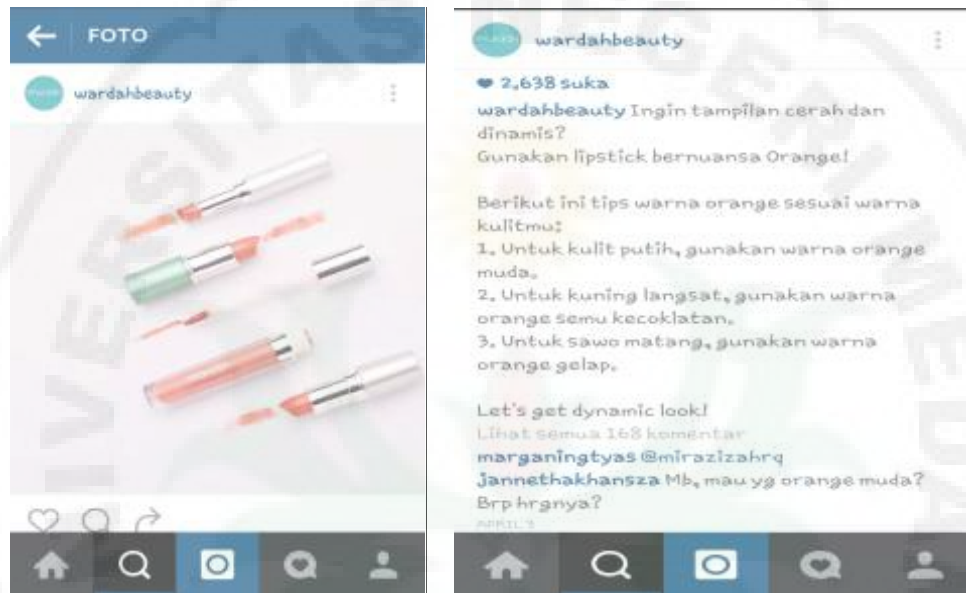 FOTO
wardahbeauty
wardahbeauty
2,638 suka
wardahbeauty Ingin tampilan cerah dan
dinamis?
Gunakan lipstick bernuansa Orange!
Berikut ini tips warna orange sesuai warna
kulitmu:
1. Untuk kulit putih, gunakan warna orange
muda.
2. Untuk kuning langsat, gunakan warna
orange semu kecoklatan.
3. Untuk sawo matang, gunakan warna
orange gelap.
Let's get dynamic look!
Lihat semua 168 komentar
marganingtyas @mirazizahrq
jannethakhansza Mb, mau yg orange muda?
Brp hrgnya?
APRIL 3